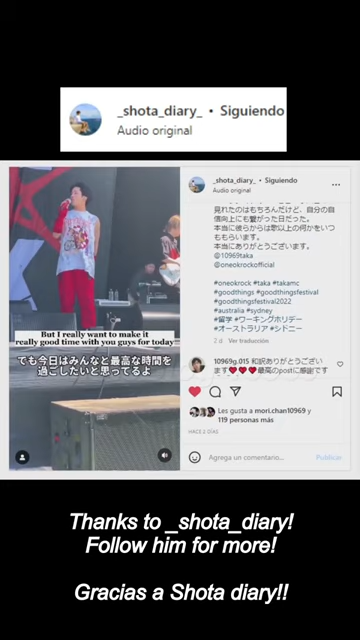 _shota_diary_ • Siguiendo
Audio original
_shota_diary_ • Siguiendo
Audio original
見れたのはもちろんだけど、自分の自
信向上にも繋がった日だった。
本当に彼らからは歌以上の何かをいつ
ももらいます。
本当にありがとうございます。
@10969taka
@oneokrockofficial
#oneokrock #taka #takamc
#goodthings #goodthingsfestival
#goodthingsfestival2022
#australia #sydney
#留学 #ワーキングホリデー
#オーストラリア #シドニー
2 d Ver traducción
10969g.015 和訳ありがとうござい
ます❤❤❤最高のpostに感謝です
Les gusta a mori.chan10969 y
119 personas más
HACE 2 DÍAS
Agrega un comentario...
Publicar
But I really want to make it
really good time with you guys for today
でも今日はみんなと最高な時間を
過ごしたいと思ってるよ
Thanks to _shota_diary!
Follow him for more!
Gracias a Shota diary!!